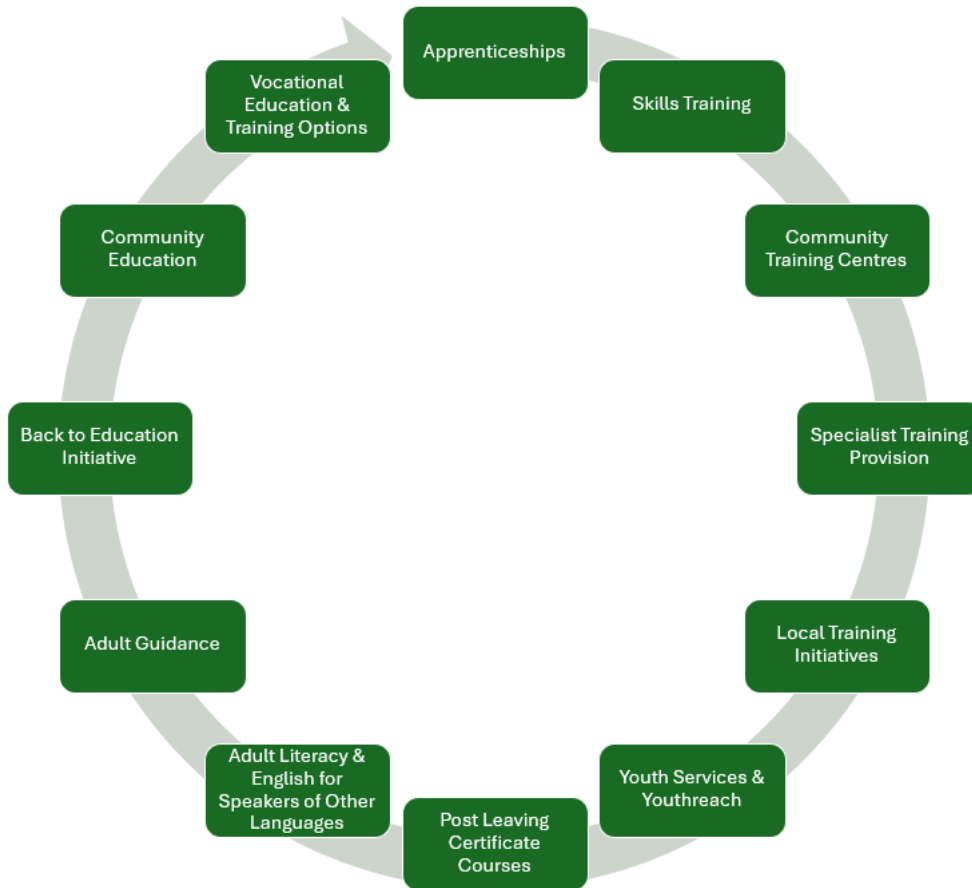 Apprenticeships
Skills Training
Community
Training Centres
Specialist Training
Provision
Local Training
Initiatives
Youth Services &
Youthreach
Post Leaving
Certificate
Courses
Adult Literacy &
English for
Speakers of Other
Languages
Adult Guidance
Back to Education
Initiative
Community
Education
Vocational
Education &
Training Options